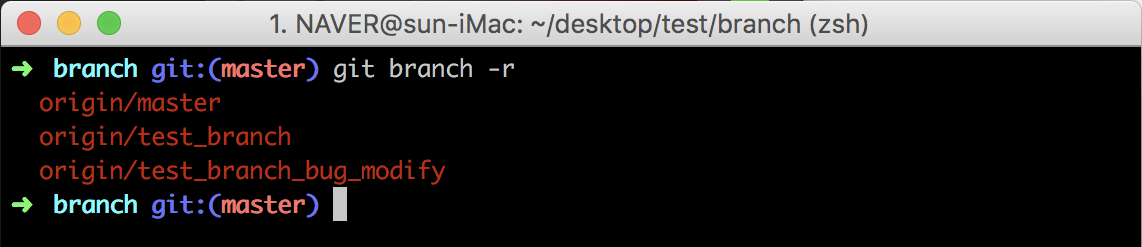 1. NAVER@sun-iMac: ~/desktop/test/branch (zsh)
➜ branch git:(master) git branch -r
origin/master
origin/test_branch
origin/test_branch_bug_modify
➜ branch git:(master)